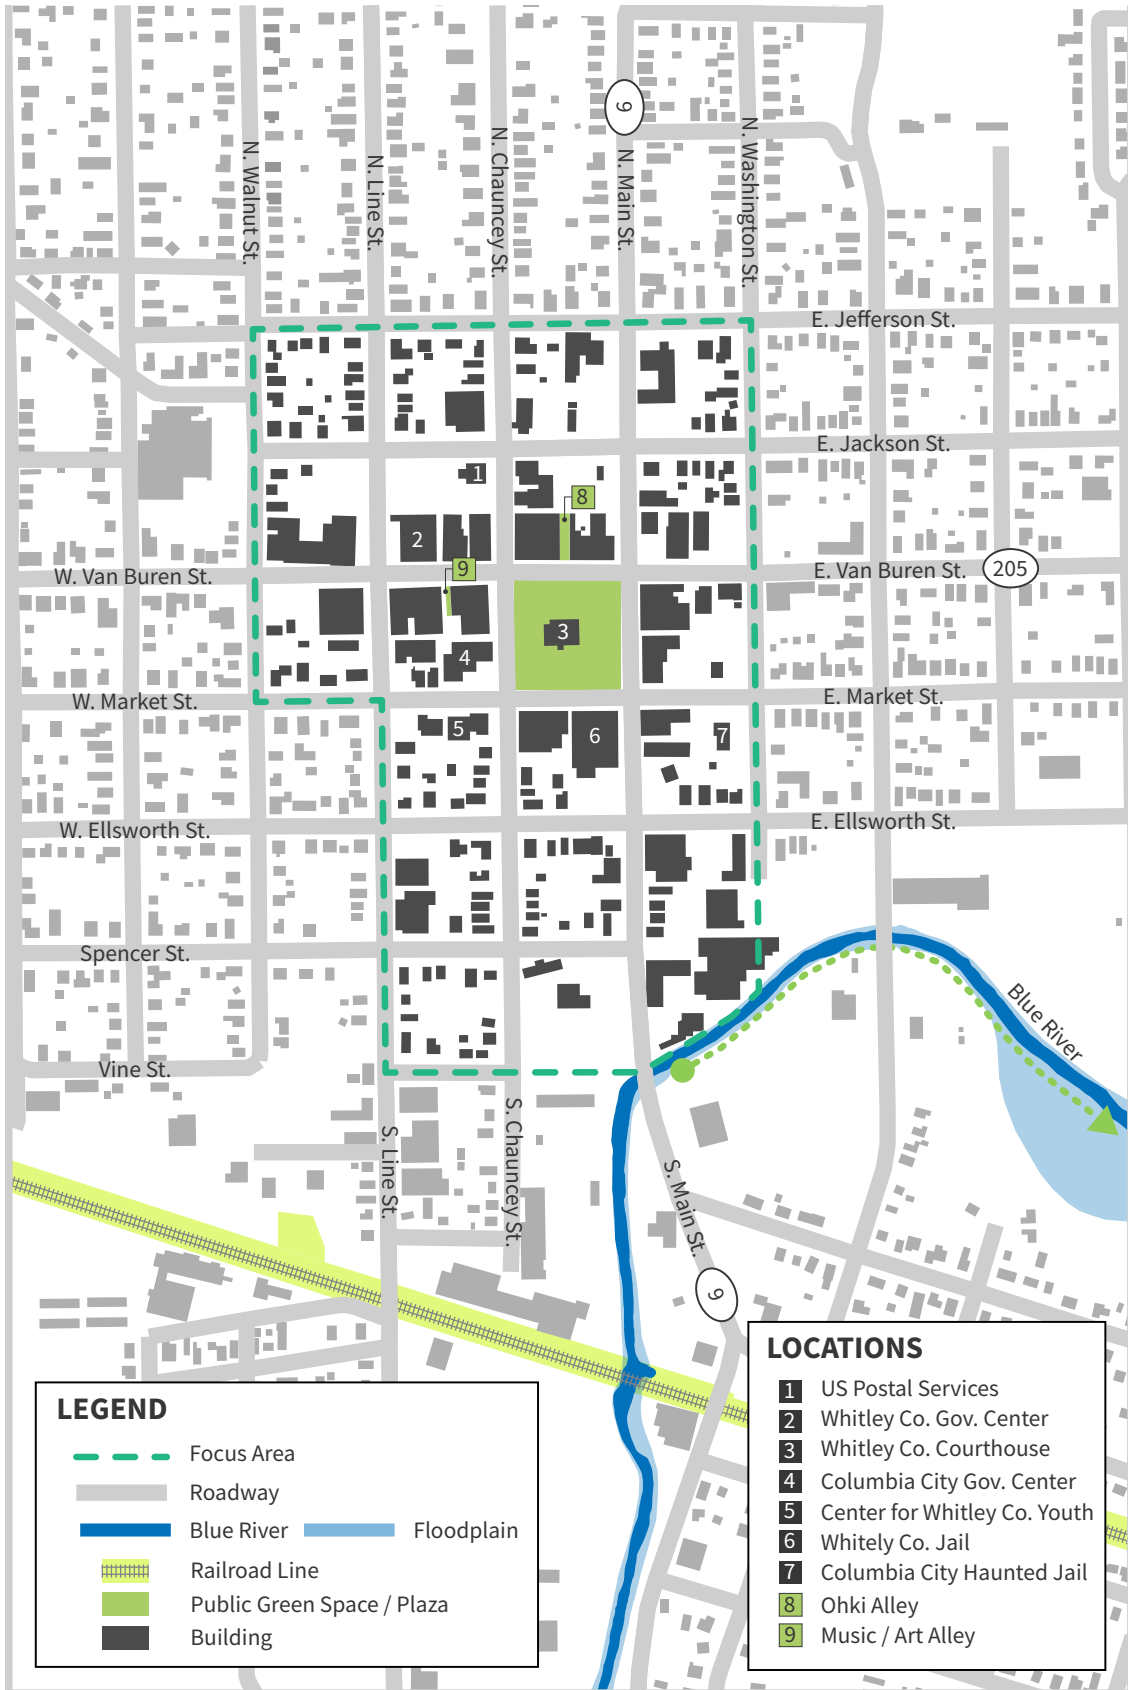 9
N. Walnut St.
N. Line St.
N. Chauncey St.
N. Main St.
N. Washington St.
E. Jefferson St.
E. Jackson St.
1
8
2
W. Van Buren St.
9
E. Van Buren St.
205
3
4
W. Market St.
E. Market St.
5
6
7
W. Ellsworth St.
E. Ellsworth St.
Spencer St.
Blue River
Vine St.
S. Line St.
S. Chauncey St.
S. Main St.
9
LEGEND
Focus Area
Roadway
Blue River
Floodplain
Railroad Line
Public Green Space / Plaza
Building
LOCATIONS
1 US Postal Services
2 Whitley Co. Gov. Center
3 Whitley Co. Courthouse
4 Columbia City Gov. Center
5 Center for Whitley Co. Youth
6 Whitely Co. Jail
7 Columbia City Haunted Jail
8 Ohki Alley
9 Music / Art Alley